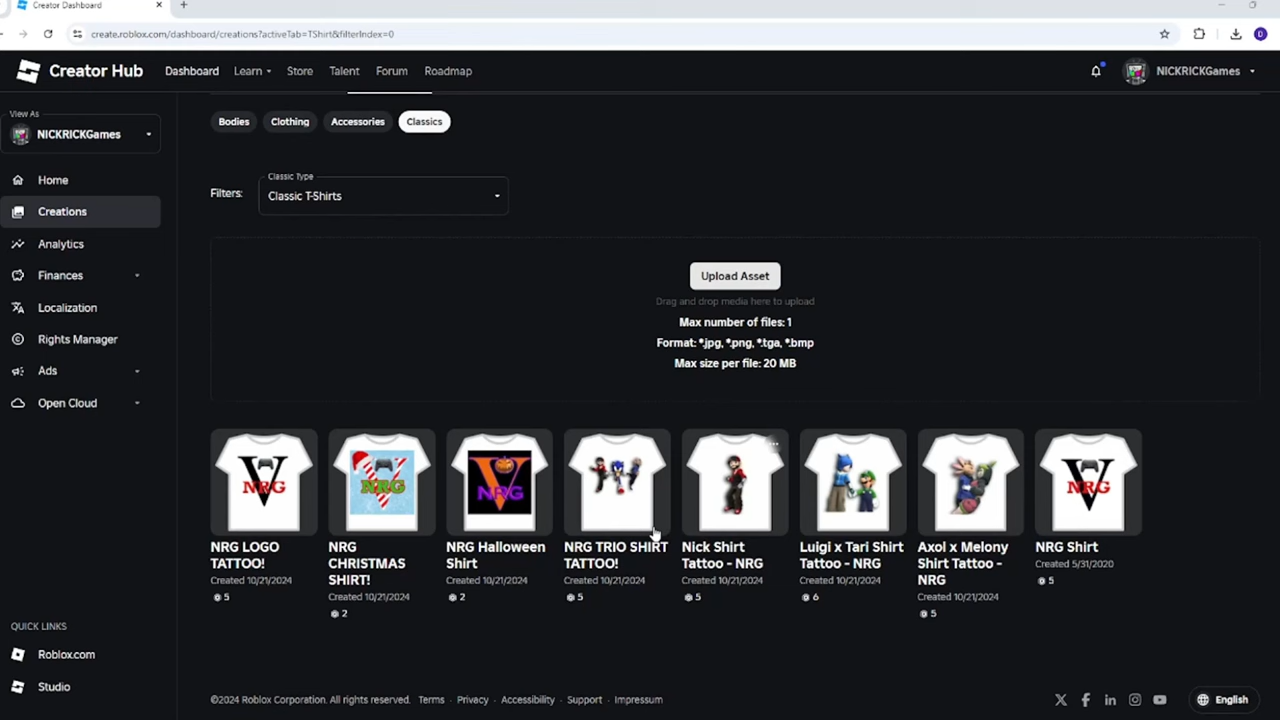 Creator Dashboard
create.roblox.com/dashboard/creations?activeTab=TShirt&filterIndex=0
D
Creator Hub
Dashboard
Learn
Store
Talent
Forum
Roadmap
NICKRICKGames
View As
NICKRICKGames
Home
Creations
Analytics
Finances
Localization
Rights Manager
Ads
Open Cloud
QUICK LINKS
Roblox.com
Studio
Bodies
Clothing
Accessories
Classics
Filters:
Classic Type
Classic T-Shirts
Upload Asset
Drag and drop media here to upload
Max number of files: 1
Format: *.jpg, *.png, *.tga, *.bmp
Max size per file: 20 MB
V
NRG
V
NRG
V
NRG
V
NRG
NRG LOGO
TATTOO!
Created 10/21/2024
5
NRG
CHRISTMAS
SHIRT!
Created 10/21/2024
2
NRG Halloween
Shirt
Created 10/21/2024
2
NRG TRIO SHIRT
TATTOO!
Created 10/21/2024
5
Nick Shirt
Tattoo - NRG
Created 10/21/2024
5
Luigi x Tari Shirt
Tattoo - NRG
Created 10/21/2024
6
Axol x Melony
Shirt Tattoo -
NRG
Created 10/21/2024
5
NRG Shirt
Created 5/31/2020
5
©2024 Roblox Corporation. All rights reserved.
Terms
Privacy
Accessibility
Support
Impressum
English